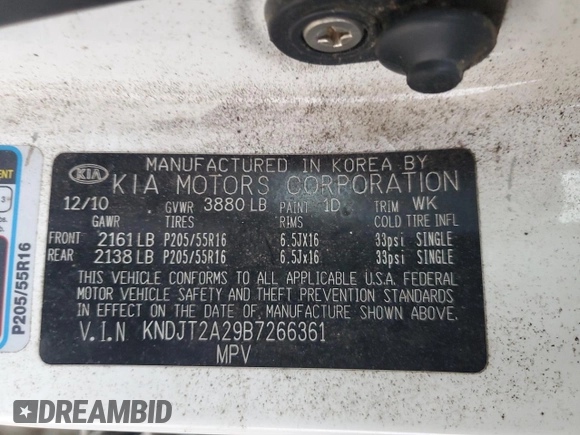 MANUFACTURED IN KOREA BY
KIA KIA MOTORS CORPORATION
12/10 GVWR 3880 LB PAINT 1D TRIM WK
GAWR TIRES RIMS COLD TIRE INFL
FRONT 2161 LB P205/55R16 6.5JX16 33psi SINGLE
REAR 2138 LB P205/55R16 6.5Jx16 33psi SINGLE
THIS VEHICLE CONFORMS TO ALL APPLICABLE U.S.A. FEDERAL
MOTOR VEHICLE SAFETY AND THEFT PREVENTION STANDARDS
IN EFFECT ON THE DATE OF MANUFACTURE SHOWN ABOVE.
V.I.N KNDJT2A29B7266361
MPV
P205/55R16
DREAMBID